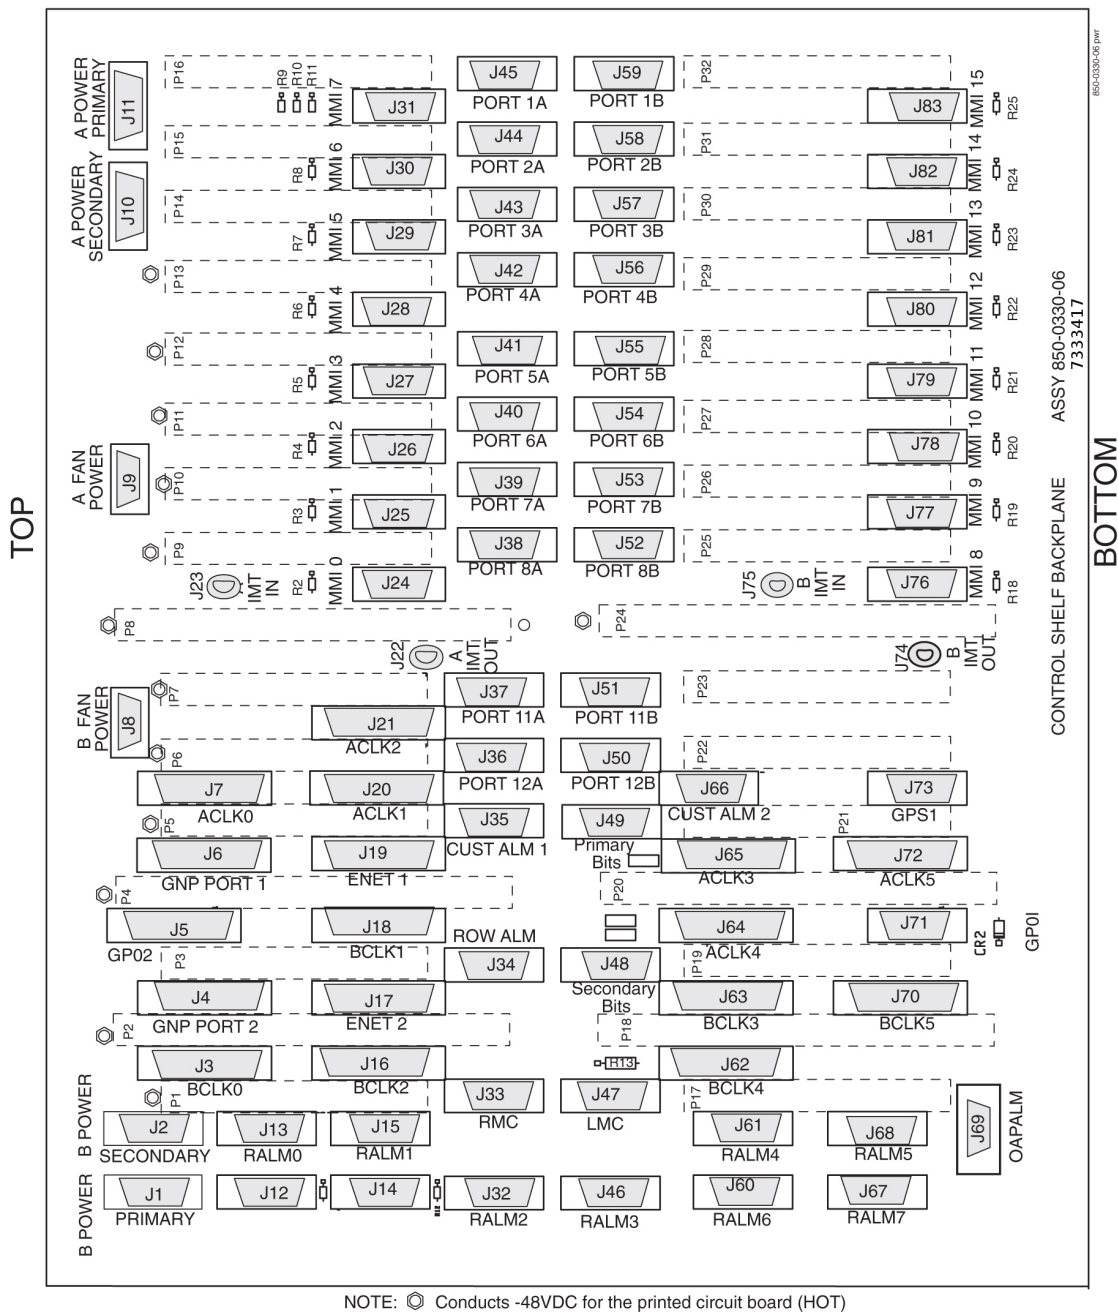 850-0330-06 pwr
TOP
BOTTOM
CONTROL SHELF BACKPLANE ASSY 850-0330-06
7333417
A POWER
PRIMARY
J11
P16
R9
R10
R11
MMI 7
J31
J45
PORT 1A
J59
PORT 1B
P32
J83
MMI 15
R25
A POWER
SECONDARY
J10
P15
R8
MMI 6
J30
J44
PORT 2A
J58
PORT 2B
P31
J82
MMI 14
R24
P14
R7
MMI 5
J29
J43
PORT 3A
J57
PORT 3B
P30
J81
MMI 13
R23
P13
R6
MMI 4
J28
J42
PORT 4A
J56
PORT 4B
P29
J80
MMI 12
R22
P12
R5
MMI 3
J27
J41
PORT 5A
J55
PORT 5B
P28
J79
MMI 11
R21
P11
R4
MMI 2
J26
J40
PORT 6A
J54
PORT 6B
P27
J78
MMI 10
R20
A FAN
POWER
J9
P10
R3
MMI 1
J25
J39
PORT 7A
J53
PORT 7B
P26
J77
MMI 9
R19
P9
J23
IMT
IN
R2
MMI 0
J24
J38
PORT 8A
J52
PORT 8B
P25
J75
B
IMT
IN
J76
MMI 8
R18
P8
P24
J22
A
IMT
OUT
J74
B
IMT
OUT
B FAN
POWER
J8
P7
J21
ACLK2
J37
PORT 11A
J51
PORT 11B
P23
P6
J7
ACLK0
J20
ACLK1
J36
PORT 12A
J50
PORT 12B
P22
J66
CUST ALM 2
J73
GPS1
P5
J6
GNP PORT 1
J19
ENET 1
J35
CUST ALM 1
J49
Primary
Bits
J65
ACLK3
P21
J72
ACLK5
P4
P20
J5
GP02
J18
BCLK1
ROW ALM
J34
J48
Secondary
Bits
J64
ACLK4
J71
CR2
GP0I
P3
P19
J4
GNP PORT 2
J17
ENET 2
J63
BCLK3
J70
BCLK5
P2
P18
J3
BCLK0
J16
BCLK2
R13
J62
BCLK4
P1
J33
RMC
J47
LMC
P17
B POWER
J2
SECONDARY
J13
RALM0
J15
RALM1
J61
RALM4
J68
RALM5
J69
OAPALM
B POWER
J1
PRIMARY
J12
J14
R12
J32
RALM2
J46
RALM3
J60
RALM6
J67
RALM7
NOTE: Conducts -48VDC for the printed circuit board (HOT)